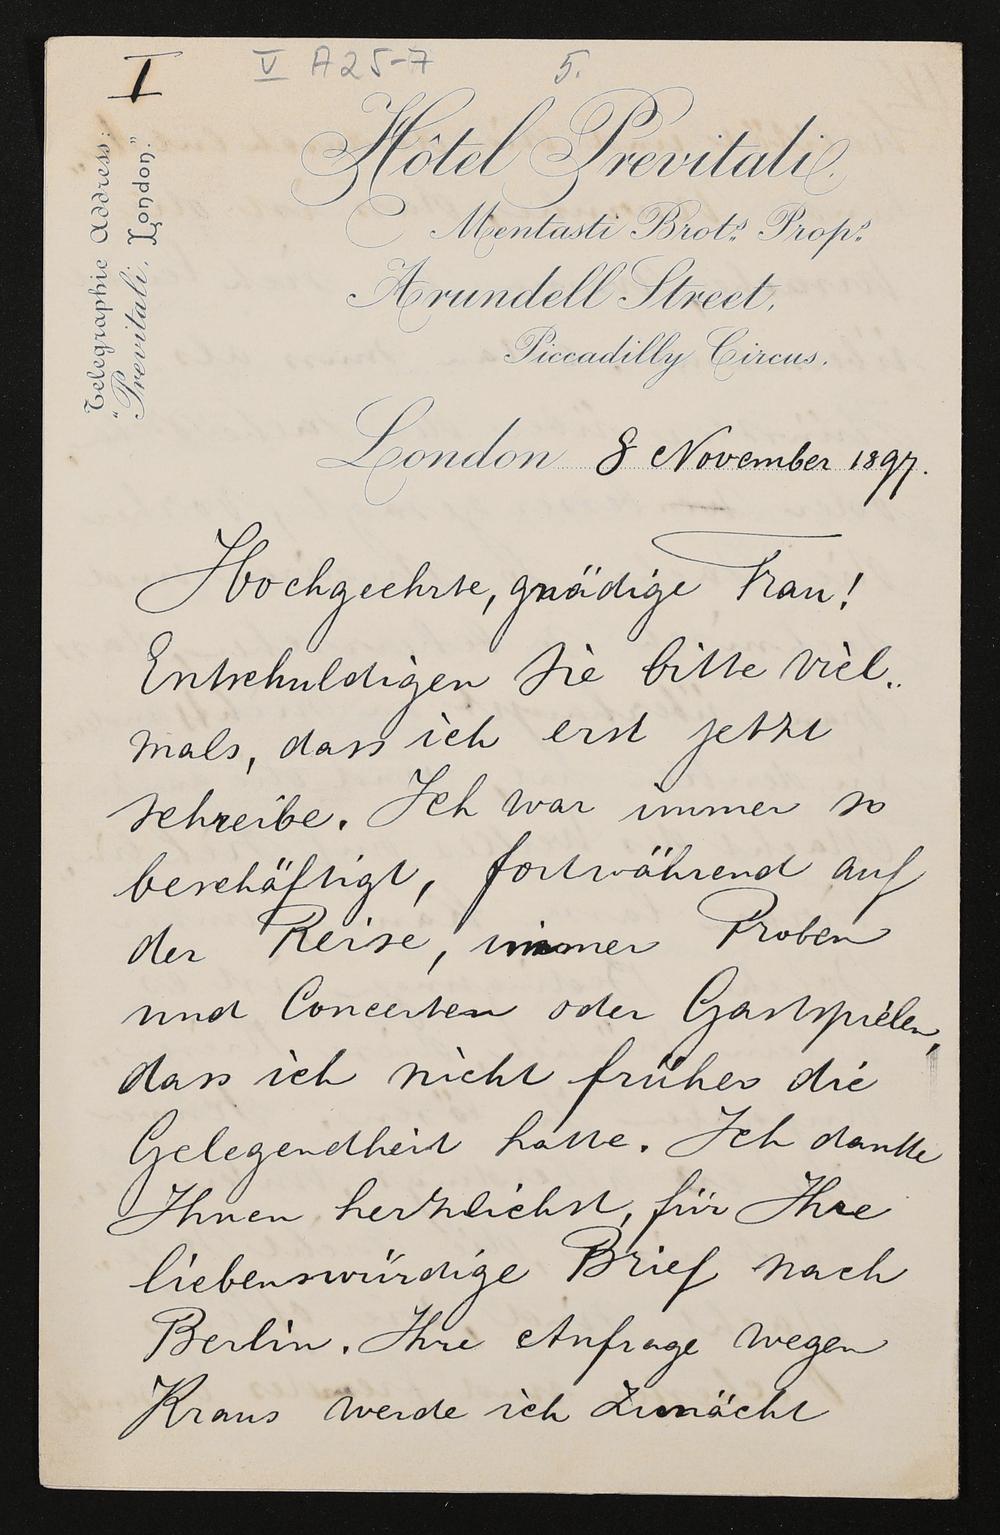 I
V A25-7
5.
Telegraphic Address:
"Previtali, London."
Hôtel Previtali.
Mentasti Brots. Props.
Arundell Street,
Piccadilly Circus.
London 8 November 1897.
Hochgeehrte, gnädige Frau!
Entschuldigen Sie bitte viel-
mals, dass ich erst jetzt
schreibe. Ich war immer so
beschäftigt, fortwährend auf
der Reise, immer Proben
und Concerten oder Gastspielen,
dass ich nicht früher die
Gelegendheit hatte. Ich dankte
Ihnen herzlichst, für Ihre
liebenswürdige Brief nach
Berlin. Ihre Anfrage wegen
Kraus werde ich zunächt